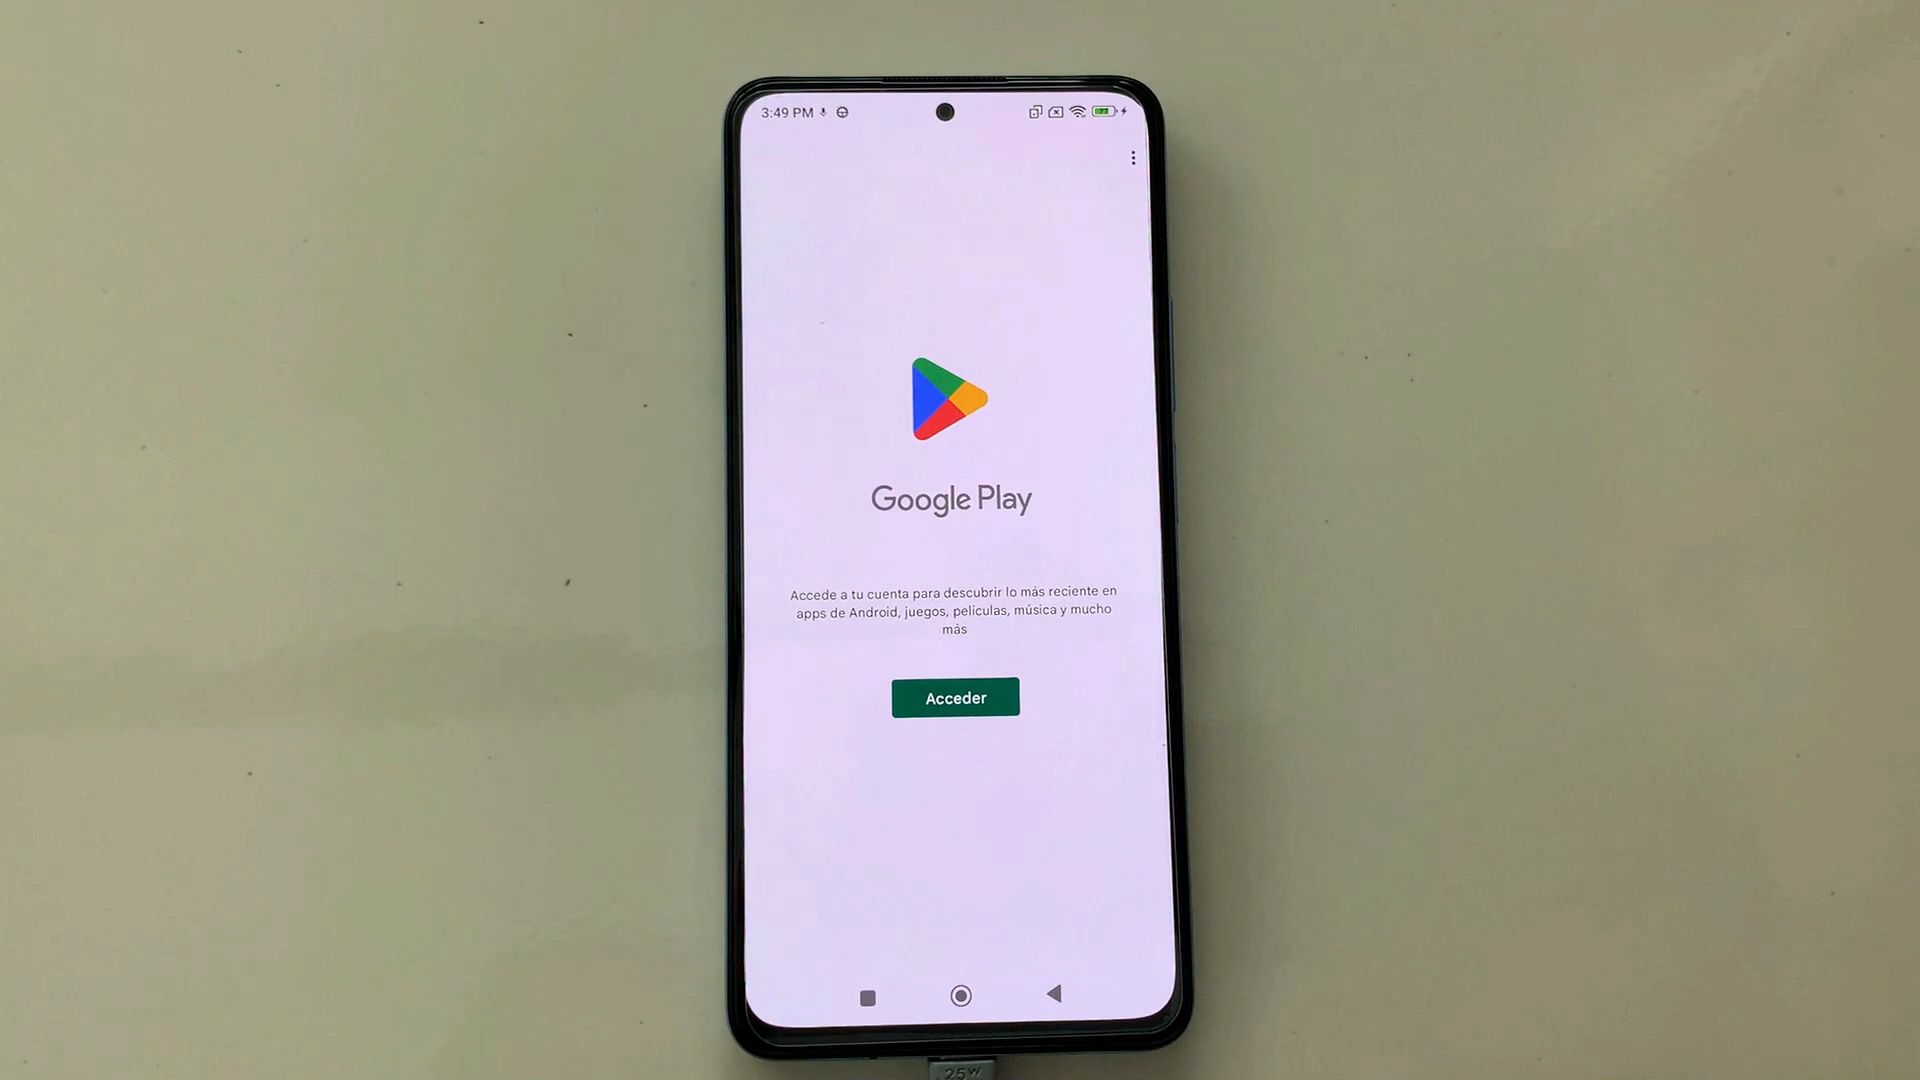 3:49 PM
77
Google Play
Accede a tu cuenta para descubrir lo más reciente en
apps de Android, juegos, películas, música y mucho
más
Acceder
25W